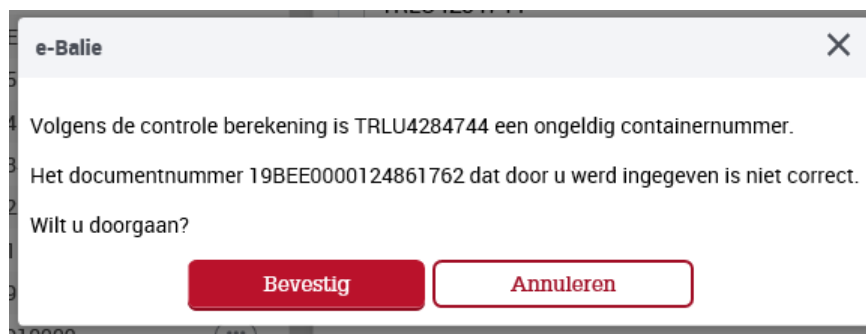 e-Balie
Volgens de controle berekening is TRLU4284744 een ongeldig containernummer.
Het documentnummer 19BEE0000124861762 dat door u werd ingegeven is niet correct.
Wilt u doorgaan?
Bevestig
Annuleren